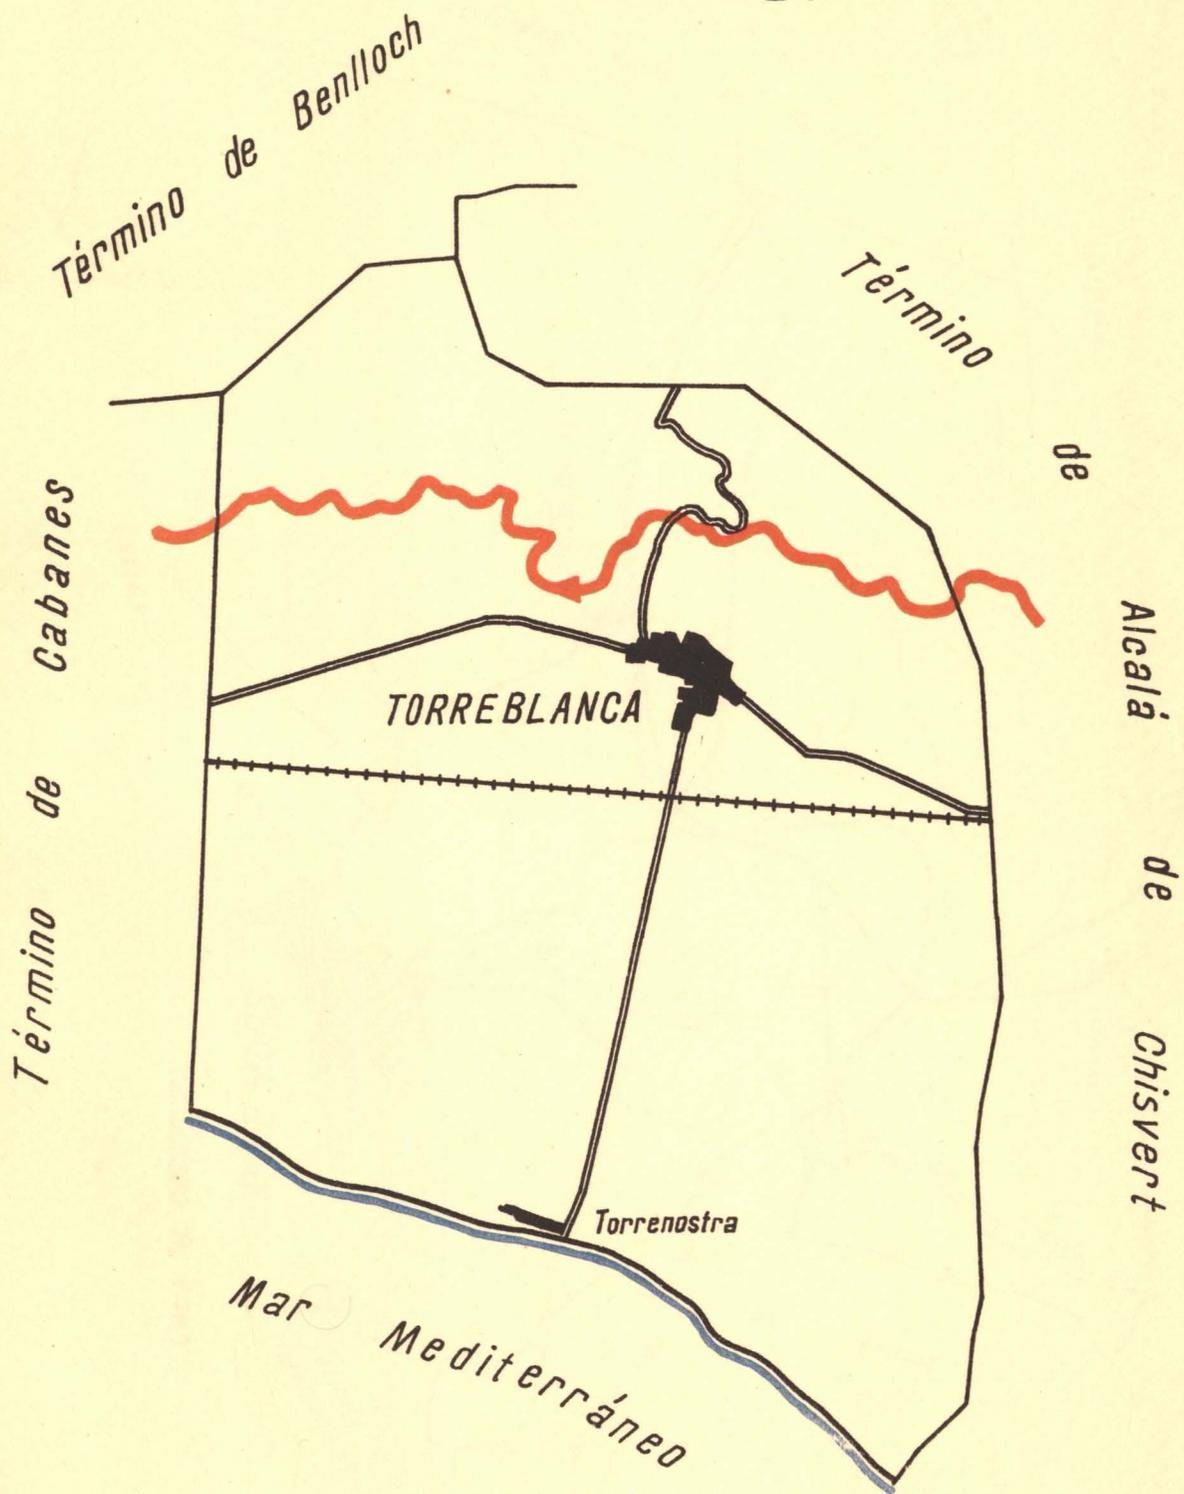 Término de Benlloch
Término de Alcalá de Chisvert
Término de Cabanes
TORREBLANCA
Torrenostra
Mar Mediterráneo